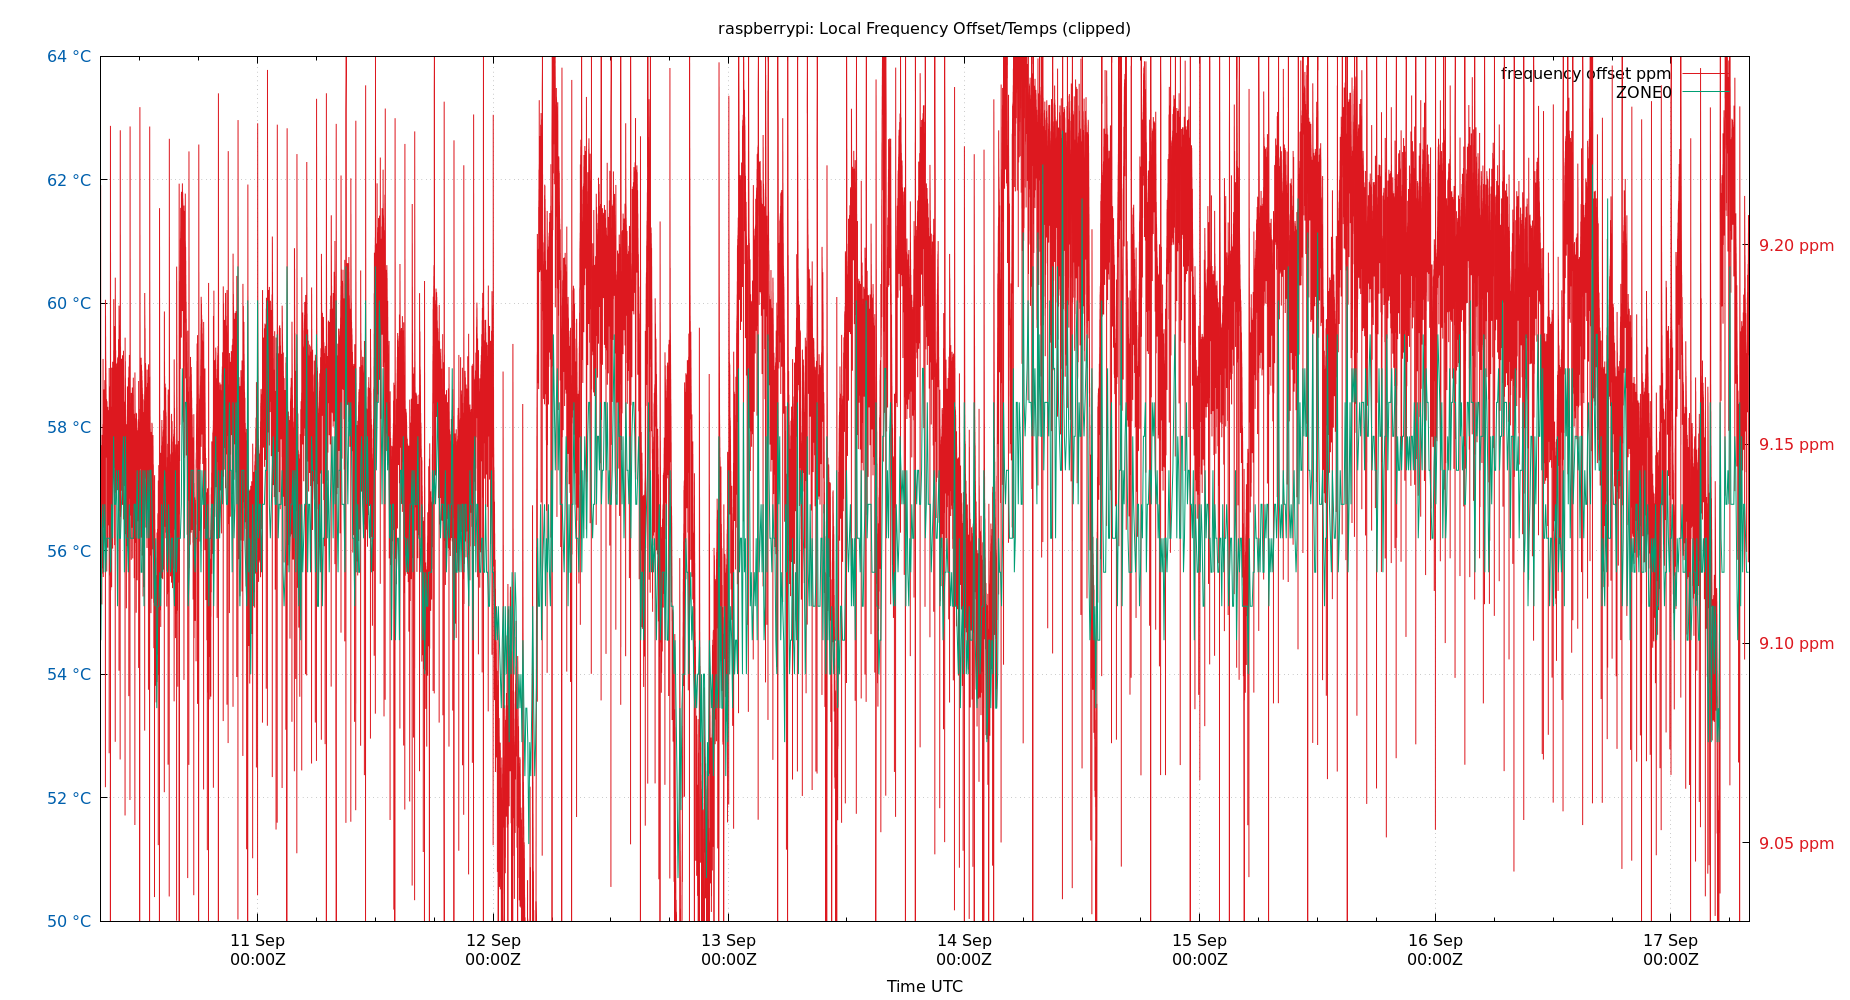 raspberrypi: Local Frequency Offset/Temps (clipped)
64 °C
62 °C
60 °C
58 °C
56 °C
54 °C
52 °C
50 °C
frequency offset ppm
ZONE0
9.20 ppm
9.15 ppm
9.10 ppm
9.05 ppm
11 Sep
00:00Z
12 Sep
00:00Z
13 Sep
00:00Z
14 Sep
00:00Z
15 Sep
00:00Z
16 Sep
00:00Z
17 Sep
00:00Z
Time UTC